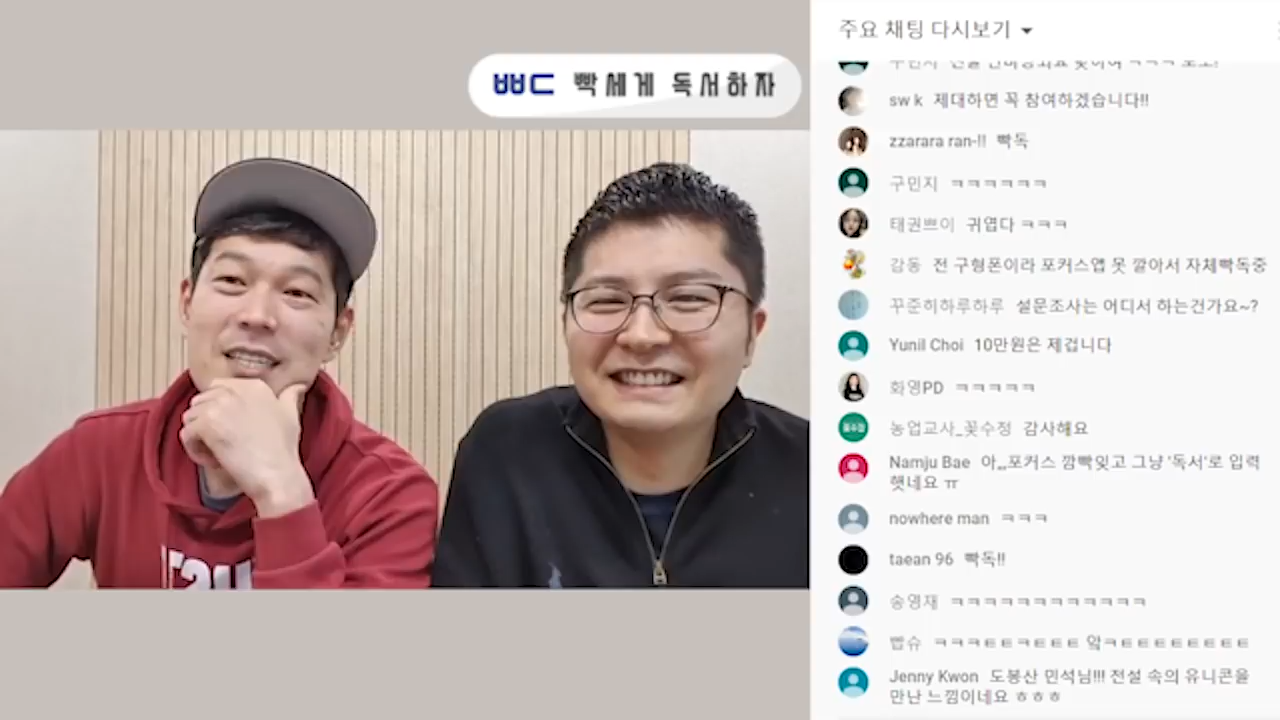 주요 채팅 다시보기
빡세게 독서하자
sw k 제대하면 꼭 참여하겠습니다!!
zzarara ran-!! 빡독
구민지 ㅋㅋㅋㅋㅋㅋ
태권쁘이 귀엽다 ㅋㅋㅋ
감동 전 구형폰이라 포커스앱 못 깔아서 자체빡독중
꾸준히하루하루 설문조사는 어디서 하는건가요~?
Yunil Choi 10만원은 제겁니다
화영PD ㅋㅋㅋㅋㅋ
농업교사_꽃수정 감사해요
Namju Bae 아,,,포커스 깜빡잊고 그냥 '독서'로 입력
햇네요 ㅠ
nowhere man ㅋㅋㅋ
taean 96 빡독!!
송영재 ㅋㅋㅋㅋㅋㅋㅋㅋㅋㅋㅋㅋ
삡슈 ㅋㅋㅋㅌㅌㅋㅌㅌㅌ 앜ㅋㅌㅌㅌㅌㅌㅌㅌㅌ
Jenny Kwon 도봉산 민석님!!! 전설 속의 유니콘을
만난 느낌이네요 ㅎㅎㅎ